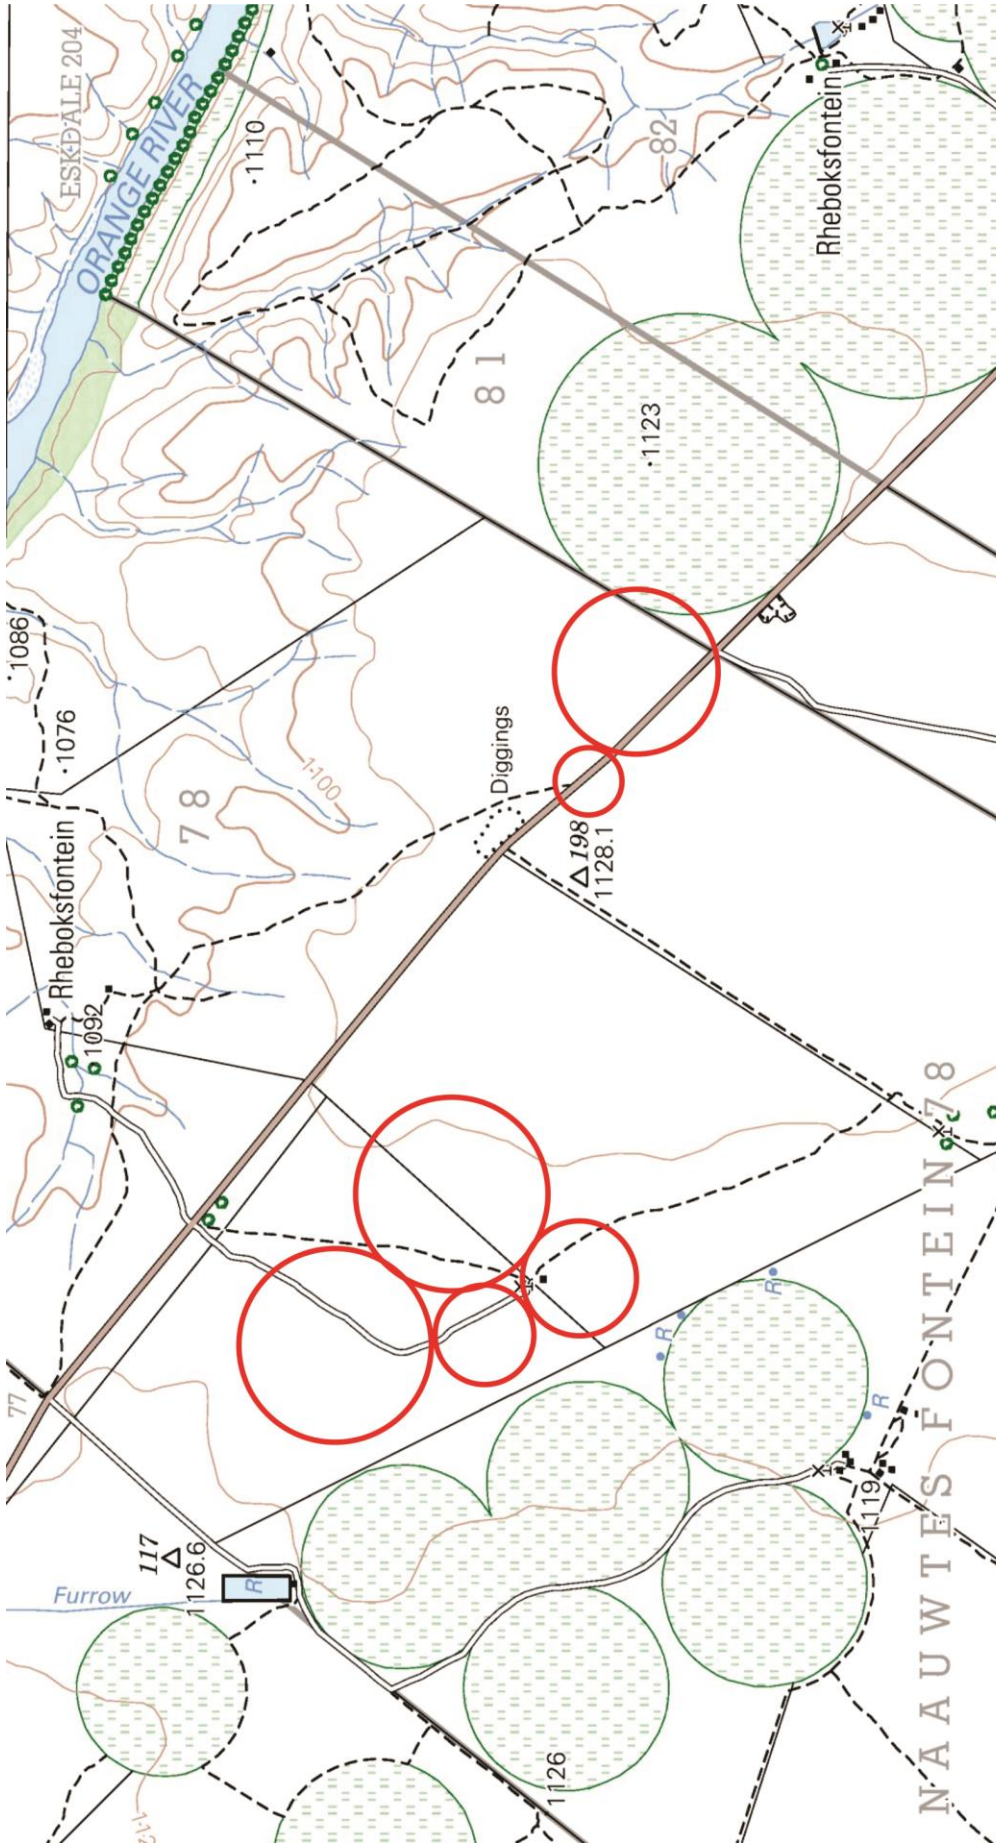 ESKDALE 204
ORANGE RIVER
1110
82
Rheboksfontein
81
1123
1086
1076
78
1100
Diggings
198
1128.1
Rheboksfontein
1092
77
117
1126.6
R
Furrow
R
R
R
1119
1126
NAAUWTES FONTEIN 78